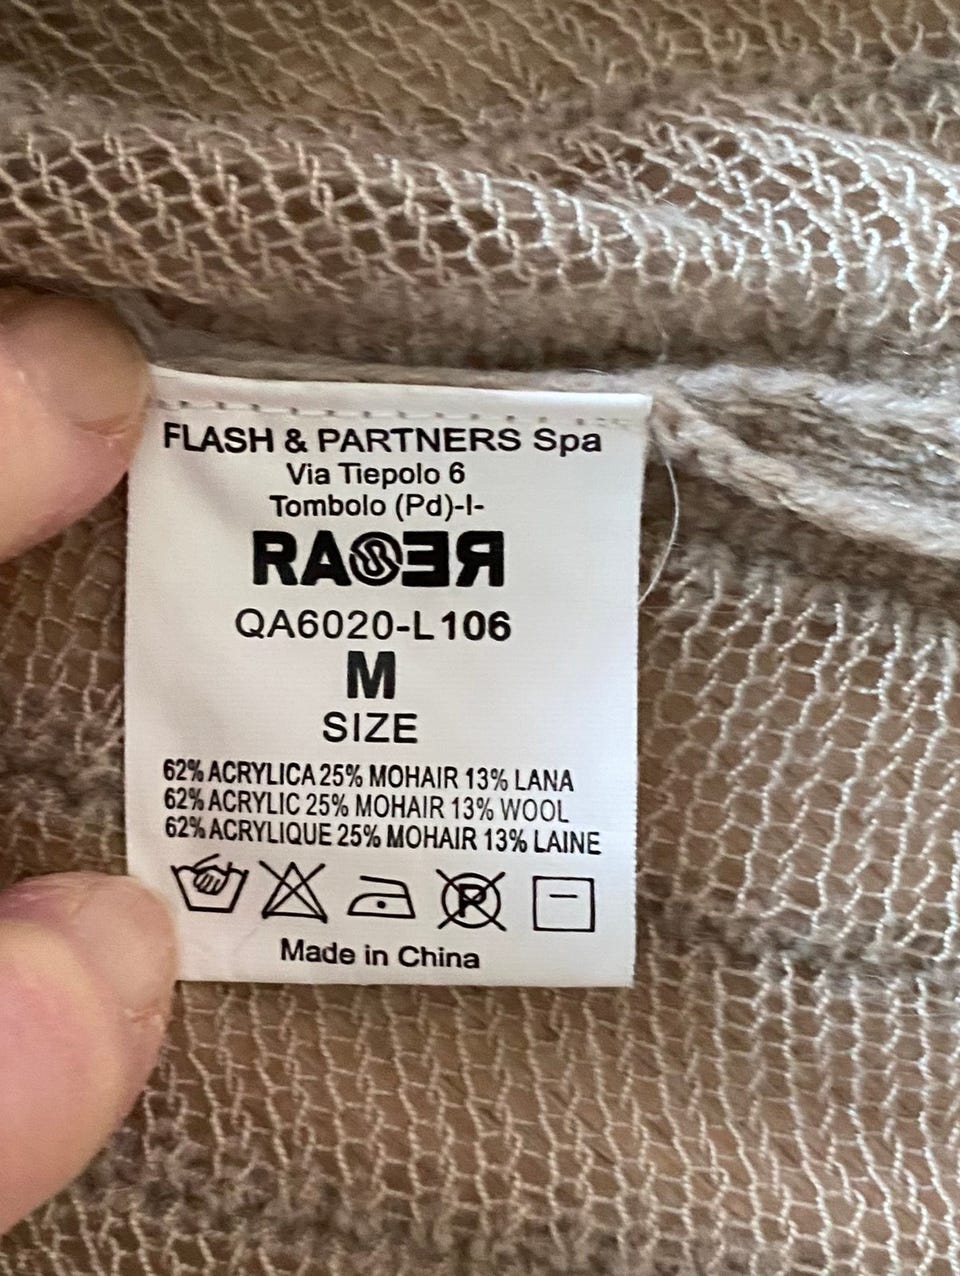 FLASH & PARTNERS Spa
Via Tiepolo 6
Tombolo (Pd)-I-
QA6020-L106
M
SIZE
62% ACRYLICA 25% MOHAIR 13% LANA
62% ACRYLIC 25% MOHAIR 13% WOOL
62% ACRYLIQUE 25% MOHAIR 13% LAINE
P
Made in China